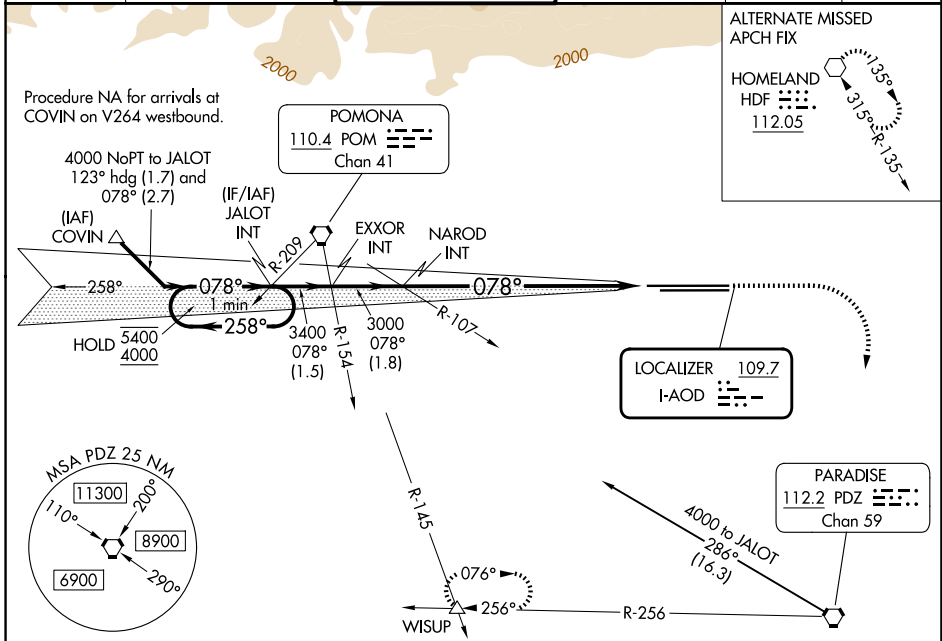 ALTERNATE MISSED
APCH FIX
HOMELAND
HDF
112.05
135°
315°
R-135
2000
2000
Procedure NA for arrivals at
COVIN on V264 westbound.
POMONA
110.4 POM
Chan 41
4000 NoPT to JALOT
123° hdg (1.7) and
078° (2.7)
(IAF)
COVIN
(IF/IAF)
JALOT
INT
R-209
EXXOR
INT
NAROD
INT
258°
078°
078°
1 min
258°
HOLD
5400
4000
3400
078°
(1.5)
R-154
3000
078°
(1.8)
R-107
LOCALIZER 109.7
I-AOD
MSA PDZ 25 NM
11300
200°
110°
8900
6900
290°
R-145
076°
256°
WISUP
R-256
4000 to JALOT
286°
(16.3)
PARADISE
112.2 PDZ
Chan 59